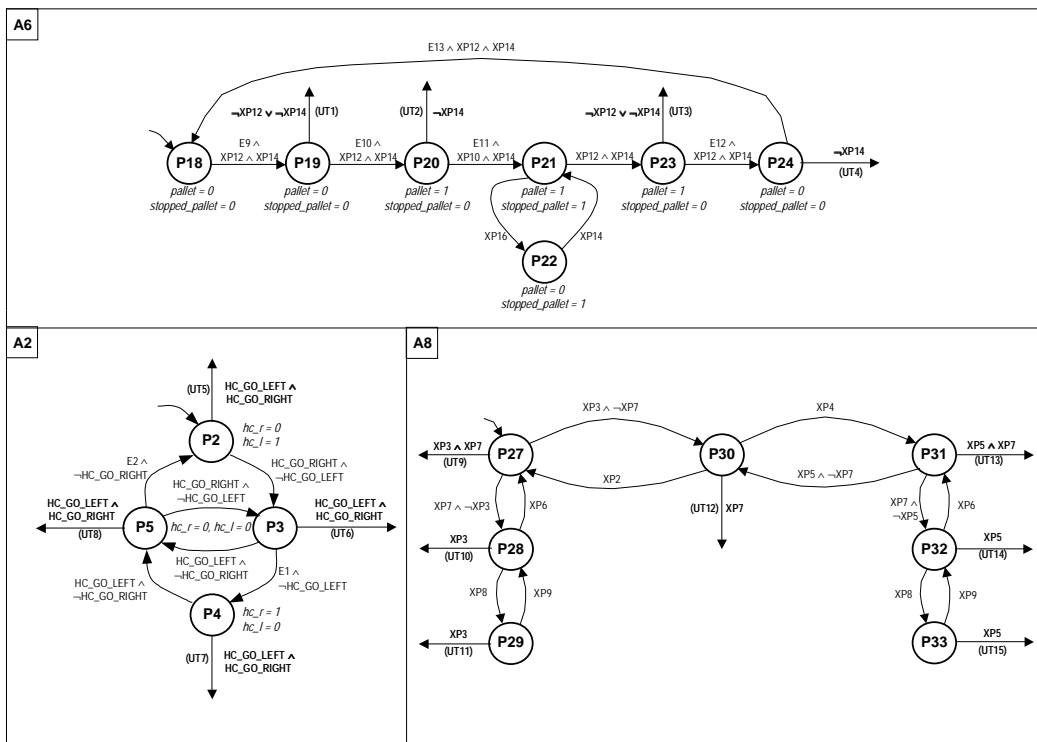 A6
E13 ∧ XP12 ∧ XP14
¬XP12 ∨ ¬XP14
(UT1)
(UT2)
¬XP14
¬XP12 ∨ ¬XP14
(UT3)
E9 ∧
XP12 ∧ XP14
E10 ∧
XP12 ∧ XP14
E11 ∧
XP10 ∧ XP14
XP12 ∧ XP14
E12 ∧
XP12 ∧ XP14
¬XP14
(UT4)
P18
P19
P20
P21
P23
P24
pallet = 0
stopped_pallet = 0
pallet = 0
stopped_pallet = 0
pallet = 1
stopped_pallet = 0
pallet = 1
stopped_pallet = 1
pallet = 1
stopped_pallet = 0
pallet = 0
stopped_pallet = 0
XP16
XP14
P22
pallet = 0
stopped_pallet = 1
A2
(UT5)
HC_GO_LEFT ∧
HC_GO_RIGHT
P2
hc_r = 0
hc_l = 1
E2 ∧
¬HC_GO_RIGHT
HC_GO_RIGHT ∧
¬HC_GO_LEFT
HC_GO_RIGHT ∧
¬HC_GO_LEFT
HC_GO_LEFT ∧
HC_GO_RIGHT
(UT8)
P5
hc_r = 0, hc_l = 0
P3
HC_GO_LEFT ∧
HC_GO_RIGHT
(UT6)
HC_GO_LEFT ∧
¬HC_GO_RIGHT
HC_GO_LEFT ∧
¬HC_GO_RIGHT
E1 ∧
¬HC_GO_LEFT
P4
hc_r = 1
hc_l = 0
(UT7)
HC_GO_LEFT ∧
HC_GO_RIGHT
A8
XP3 ∧ ¬XP7
XP4
XP3 ∧ XP7
(UT9)
P27
XP2
P30
XP5 ∧ ¬XP7
P31
XP5 ∧ XP7
(UT13)
XP7 ∧ ¬XP3
XP6
(UT12)
XP7
XP7 ∧
¬XP5
XP6
XP3
(UT10)
P28
P32
XP5
(UT14)
XP8
XP9
XP8
XP9
XP3
(UT11)
P29
P33
XP5
(UT15)